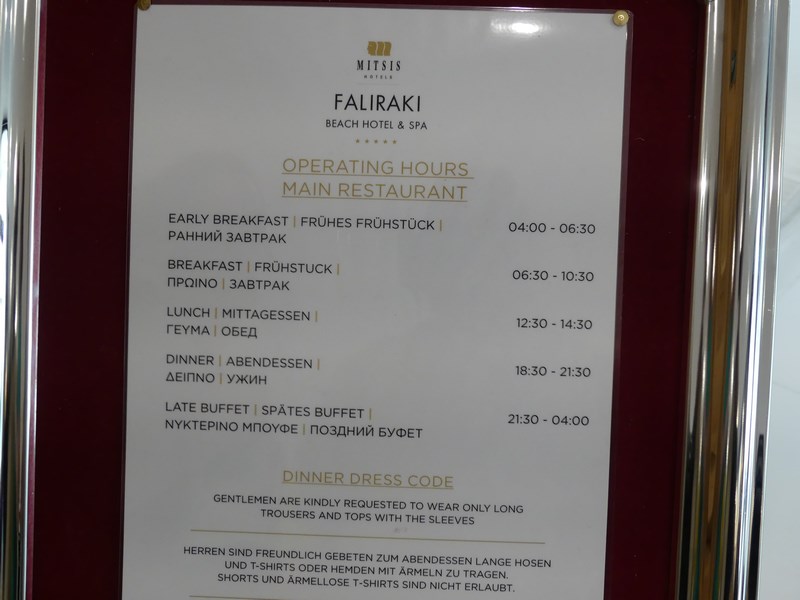 MITSIS
HOTELS
FALIRAKI
BEACH HOTEL & SPA
OPERATING HOURS
MAIN RESTAURANT
EARLY BREAKFAST | FRÜHES FRÜHSTÜCK |
РАННИЙ ЗАВТРАК
04:00 - 06:30
BREAKFAST | FRÜHSTUCK |
ΠΡΩΙΝΟ | ЗАВТРАК
06:30 - 10:30
LUNCH | MITTAGESSEN |
ΓΕΥΜΑ | ОБЕД
12:30 - 14:30
DINNER | ABENDESSEN |
ΔΕΙΠΝΟ | УЖИН
18:30 - 21:30
LATE BUFFET | SPÄTES BUFFET |
ΝΥΚΤΕΡΙΝΟ ΜΠΟΥΦΕ | ПОЗДНИЙ БУФЕТ
21:30 - 04:00
DINNER DRESS CODE
GENTLEMEN ARE KINDLY REQUESTED TO WEAR ONLY LONG
TROUSERS AND TOPS WITH THE SLEEVES
HERREN SIND FREUNDLICH GEBETEN ZUM ABENDESSEN LANGE HOSEN
UND T-SHIRTS ODER HEMDEN MIT ÄRMELN ZU TRAGEN.
SHORTS UND ÄRMELLOSE T-SHIRTS SIND NICHT ERLAUBT.